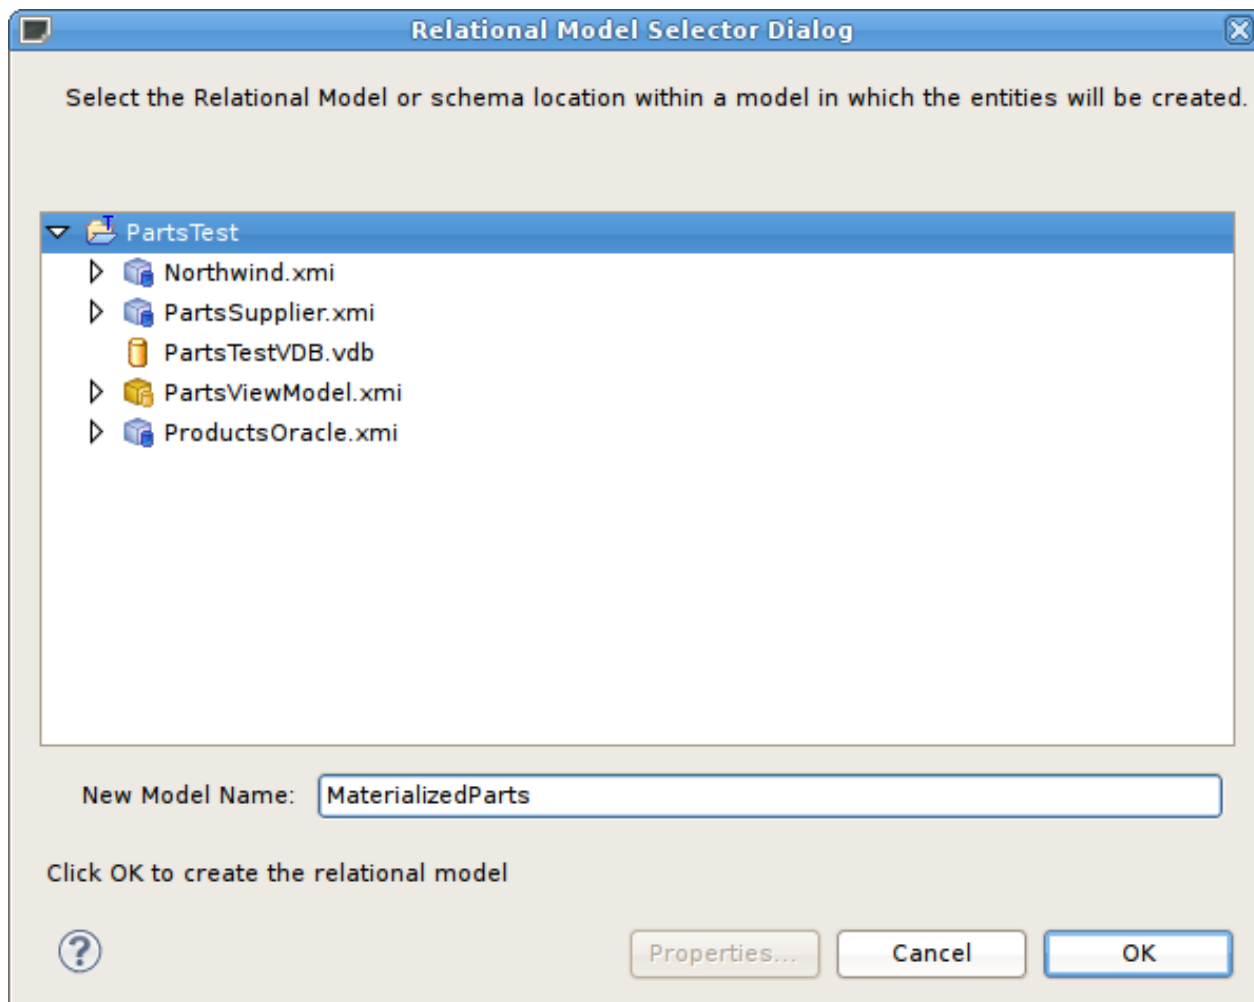 Relational Model Selector Dialog
Select the Relational Model or schema location within a model in which the entities will be created.
PartsTest
Northwind.xmi
PartsSupplier.xmi
PartsTestVDB.vdb
PartsViewModel.xmi
ProductsOracle.xmi
New Model Name: MaterializedParts
Click OK to create the relational model
? Properties... Cancel OK